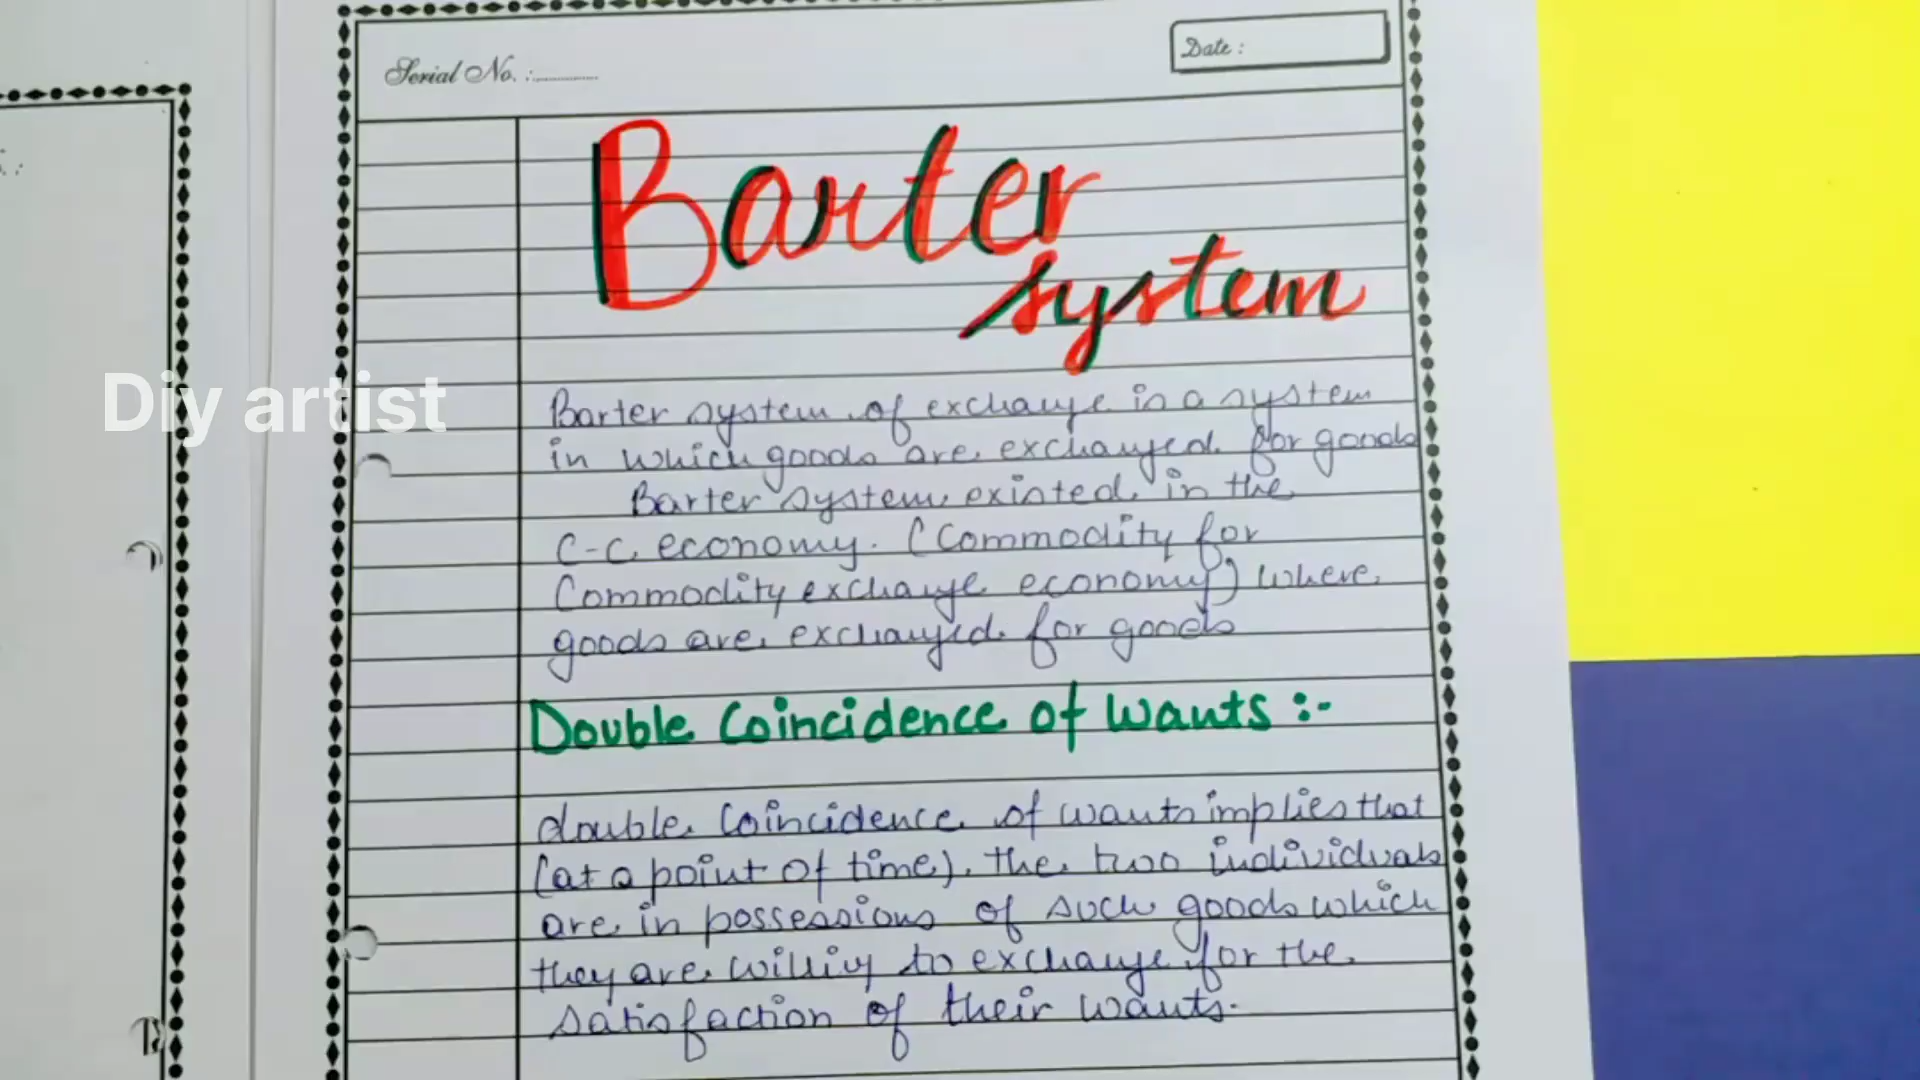 Serial No. :
Date :
Barter
system
Diy artist
Barter system of exchange is a system
in which goods are exchanged for goods
Barter system existed in the
C-C economy. (Commodity for
Commodity exchange economy) where
goods are exchanged for goods
Double Coincidence of Wants :-
double Coincidence of wants implies that
(at a point of time), the two individuals
are in possessions of such goods which
they are willing to exchange for the
satisfaction of their wants.